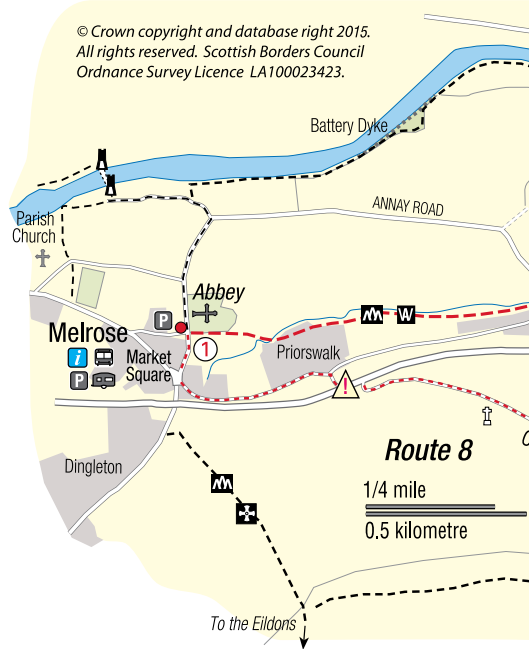 © Crown copyright and database right 2015.
All rights reserved. Scottish Borders Council
Ordnance Survey Licence LA100023423.
Battery Dyke
ANNAY ROAD
Parish
Church
Abbey
P
Melrose
1
i
Market
Square
P
Priorswalk
W
!
Dingleton
Route 8
1/4 mile
0.5 kilometre
To the Eildons